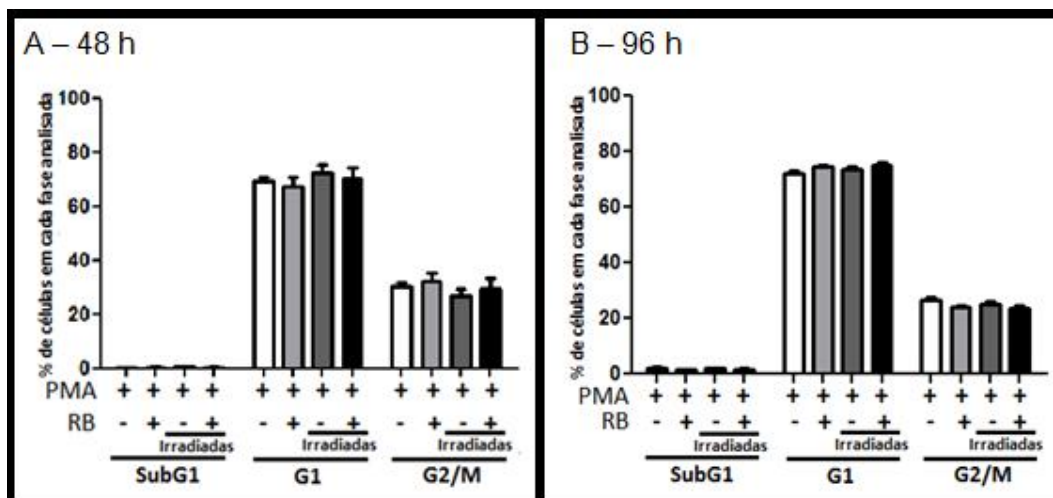 A – 48 h
% de células em cada fase analisada
100
80
60
40
20
0
PMA + + + + + + + + + + + +
RB - + - + - + - + - + - +
Irradiadas Irradiadas Irradiadas
SubG1 G1 G2/M
B – 96 h
% de células em cada fase analisada
100
80
60
40
20
0
PMA + + + + + + + + + + + +
RB - + - + - + - + - + - +
Irradiadas Irradiadas Irradiadas
SubG1 G1 G2/M